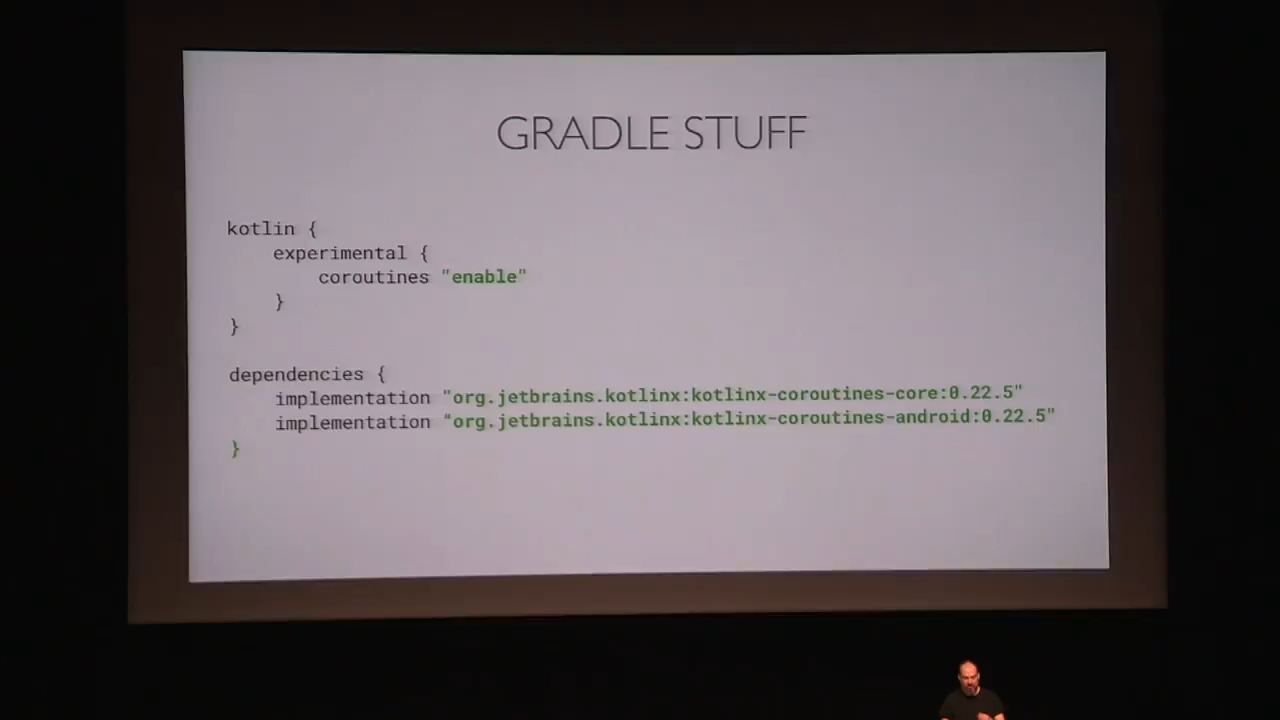 GRADLE STUFF
kotlin {
    experimental {
        coroutines "enable"
    }
}
dependencies {
    implementation "org.jetbrains.kotlinx:kotlinx-coroutines-core:0.22.5"
    implementation "org.jetbrains.kotlinx:kotlinx-coroutines-android:0.22.5"
}